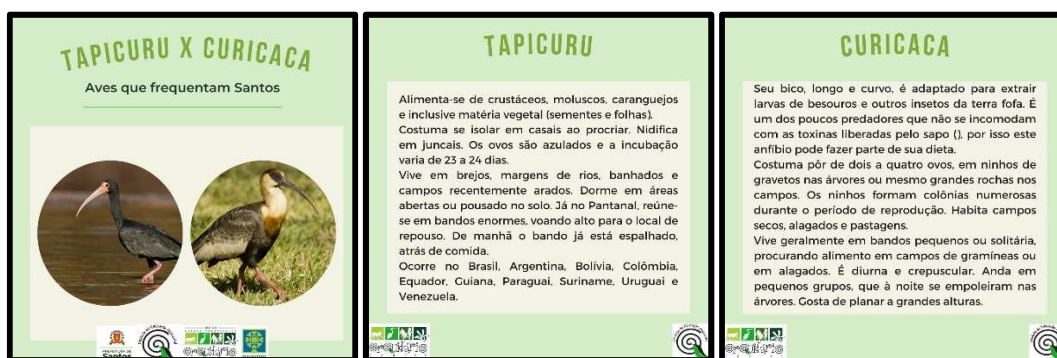 TAPICURU X CURICACA
Aves que frequentam Santos
PREFEITURA DE
Santos
orquidário
TAPICURU
Alimenta-se de crustáceos, moluscos, caranguejos
e inclusive matéria vegetal (sementes e folhas).
Costuma se isolar em casais ao procriar. Nidifica
em juncais. Os ovos são azulados e a incubação
varia de 23 a 24 dias.
Vive em brejos, margens de rios, banhados e
campos recentemente arados. Dorme em áreas
abertas ou pousado no solo. Já no Pantanal, reúne-
se em bandos enormes, voando alto para o local de
repouso. De manhã o bando já está espalhado,
atrás de comida.
Ocorre no Brasil, Argentina, Bolívia, Colômbia,
Equador, Guiana, Paraguai, Suriname, Uruguai e
Venezuela.
orquidário
CURICACA
Seu bico, longo e curvo, é adaptado para extrair
larvas de besouros e outros insetos da terra fofa. É
um dos poucos predadores que não se incomodam
com as toxinas liberadas pelo sapo (), por isso este
anfíbio pode fazer parte de sua dieta.
Costuma pôr de dois a quatro ovos, em ninhos de
gravetos nas árvores ou mesmo grandes rochas nos
campos. Os ninhos formam colônias numerosas
durante o período de reprodução. Habita campos
secos, alagados e pastagens.
Vive geralmente em bandos pequenos ou solitária,
procurando alimento em campos de gramíneas ou
em alagados. É diurna e crepuscular. Anda em
pequenos grupos, que à noite se empoleiram nas
árvores. Gosta de planar a grandes alturas.
orquidário